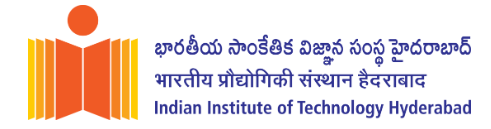 భారతీయ సాంకేతిక విజ్ఞాన సంస్థ హైదరాబాద్
भारतीय प्रौद्योगिकी संस्थान हैदराबाद
Indian Institute of Technology Hyderabad